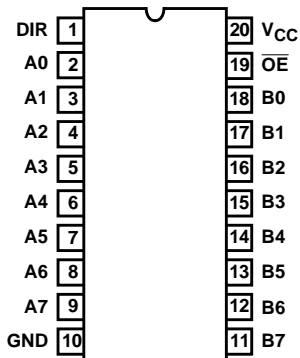 DIR 1 20 VCC
A0 2 19 OE
A1 3 18 B0
A2 4 17 B1
A3 5 16 B2
A4 6 15 B3
A5 7 14 B4
A6 8 13 B5
A7 9 12 B6
GND 10 11 B7